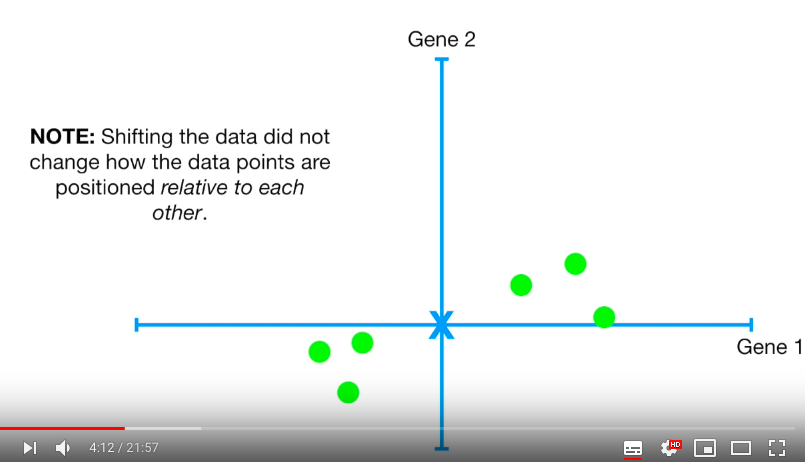 Gene 2
NOTE: Shifting the data did not
change how the data points are
positioned relative to each
other.
X
Gene 1
4:12 / 21:57
HD